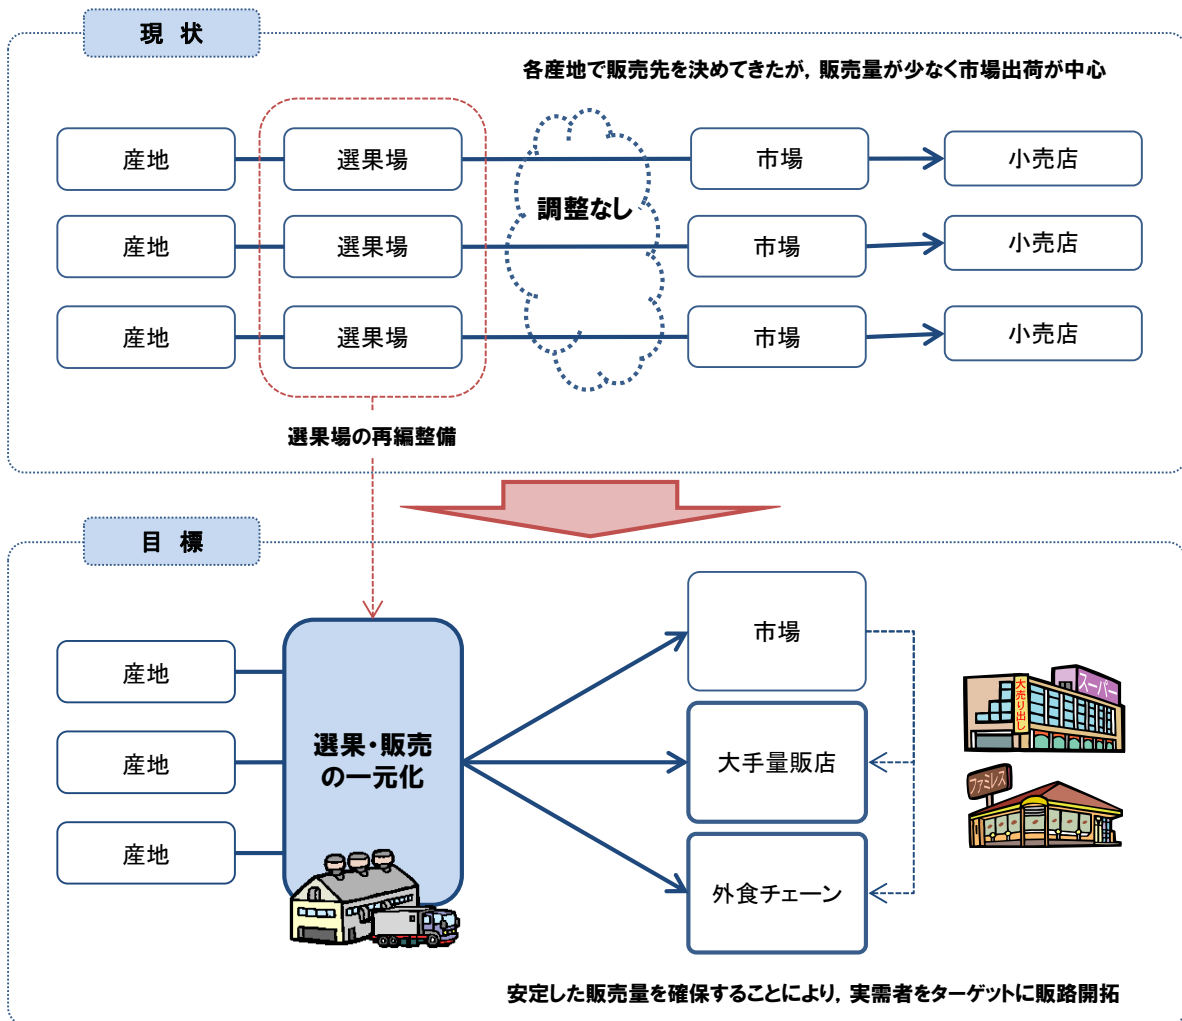 現 状
各産地で販売先を決めてきたが，販売量が少なく市場出荷が中心
産地
選果場
市場
小売店
調整なし
産地
選果場
市場
小売店
産地
選果場
市場
小売店
選果場の再編整備
目 標
市場
産地
スーパー
大売り出し
選果・販売
の一元化
産地
大手量販店
ファミレス
産地
外食チェーン
安定した販売量を確保することにより，実需者をターゲットに販路開拓